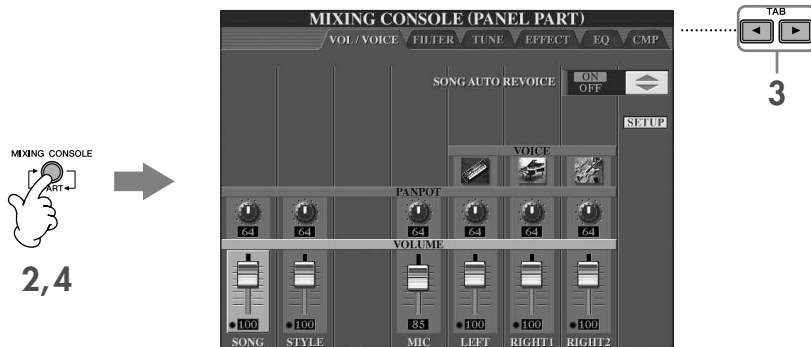 MIXING CONSOLE (PANEL PART)
VOL / VOICE FILTER TUNE EFFECT EQ CMP
TAB
3
SONG AUTO REVOICE ON
OFF
SETUP
MIXING CONSOLE
ART
2,4
VOICE
PANPOT
64 64 64 64 64 64
VOLUME
100 100 85 100 100 100
SONG STYLE MIC LEFT RIGHT1 RIGHT2